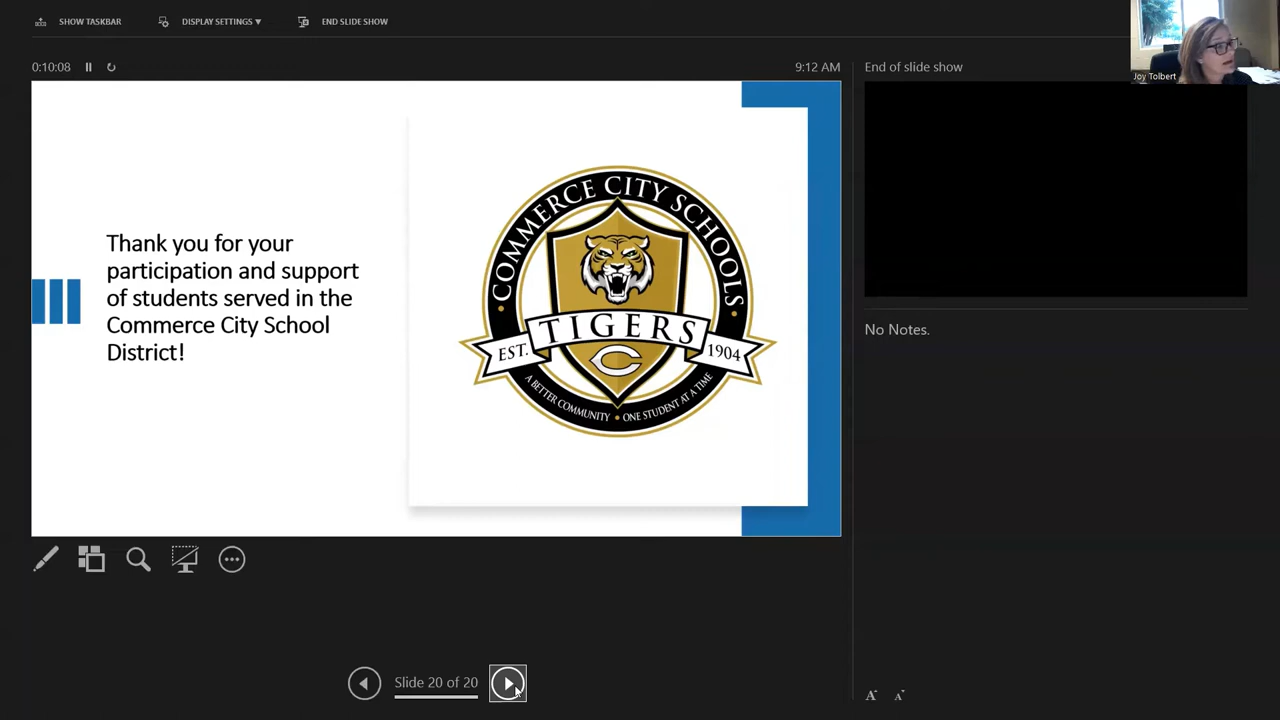 SHOW TASKBAR
DISPLAY SETTINGS ▼
END SLIDE SHOW
0:10:08
9:12 AM
End of slide show
Joy Tolbert
Thank you for your
participation and support
of students served in the
Commerce City School
District!
COMMERCE CITY SCHOOLS
TIGERS
EST.
C
1904
A BETTER COMMUNITY • ONE STUDENT AT A TIME
No Notes.
Slide 20 of 20
A A